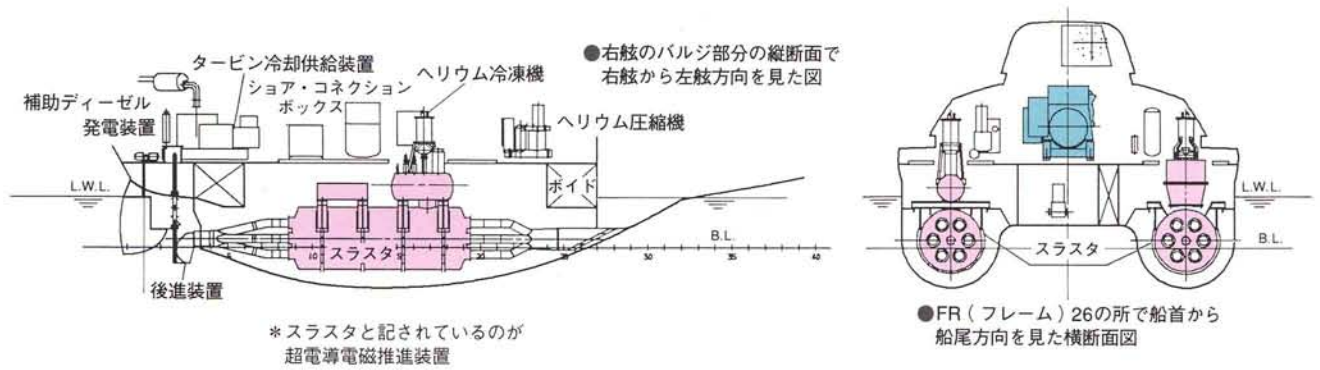 ●右舷のバルジ部分の縦断面で
右舷から左舷方向を見た図
タービン冷却供給装置
ショア・コネクション
ボックス
ヘリウム冷凍機
補助ディーゼル
発電装置
ヘリウム圧縮機
L.W.L.
ボイド
スラスタ
B.L.
5
10
15
20
25
30
35
40
後進装置
＊スラスタと記されているのが
超電導電磁推進装置
L.W.L.
スラスタ
B.L.
●FR（フレーム）26の所で船首から
船尾方向を見た横断面図